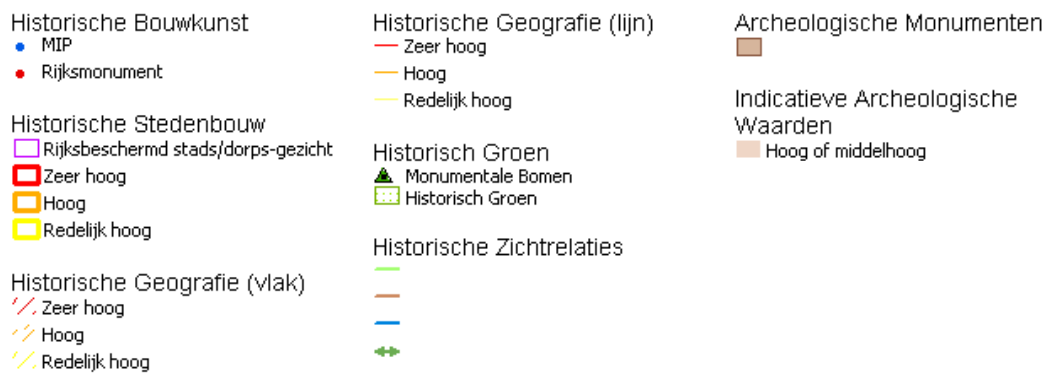 Historische Bouwkunst
MIP
Rijksmonument
Historische Stedenbouw
Rijksbeschermd stads/dorps-gezicht
Zeer hoog
Hoog
Redelijk hoog
Historische Geografie (vlak)
Zeer hoog
Hoog
Redelijk hoog
Historische Geografie (lijn)
Zeer hoog
Hoog
Redelijk hoog
Historisch Groen
Monumentale Bomen
Historisch Groen
Historische Zichtrelaties
Archeologische Monumenten
Indicatieve Archeologische
Waarden
Hoog of middelhoog